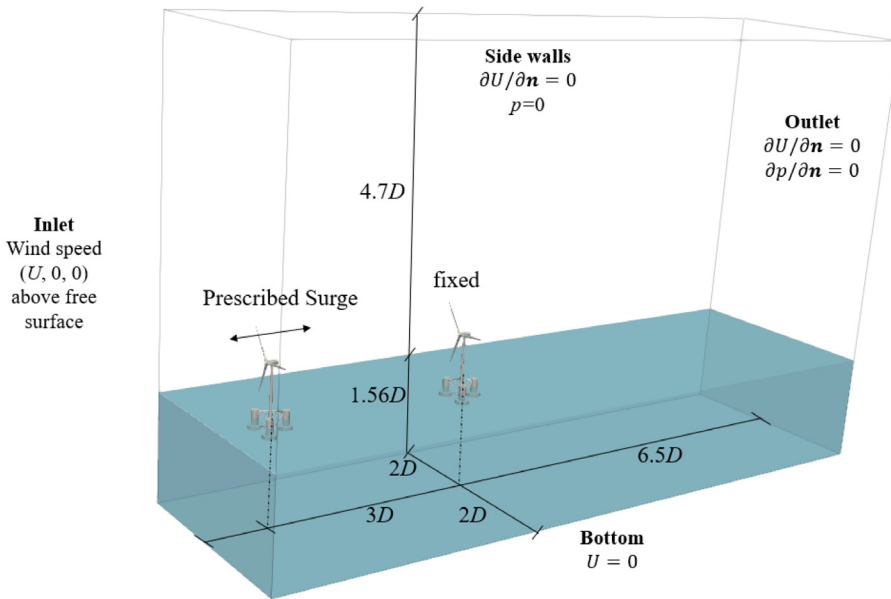 Side walls
∂U/∂n = 0
p=0
Outlet
∂U/∂n = 0
∂p/∂n = 0
4.7D
Inlet
Wind speed
(U, 0, 0)
above free
surface
Prescribed Surge
fixed
1.56D
2D
6.5D
3D
2D
Bottom
U = 0